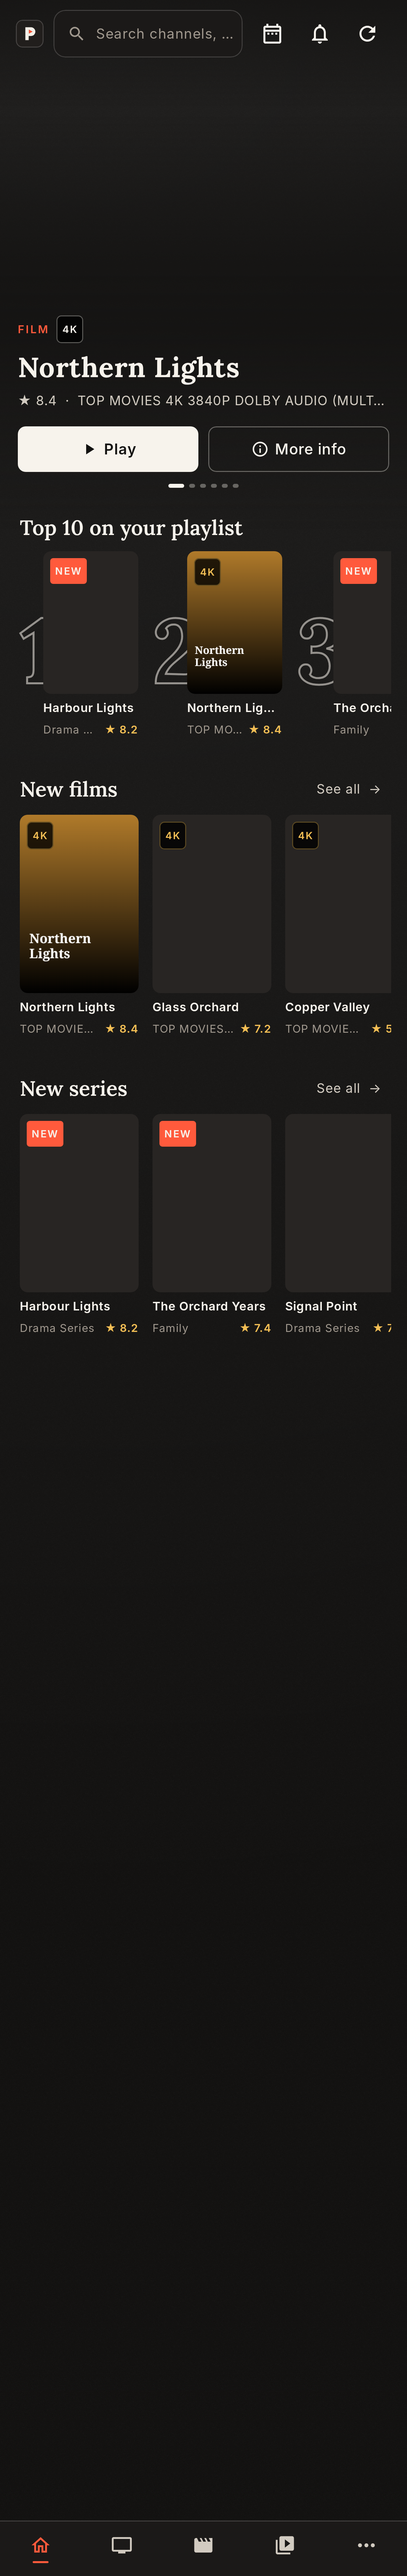 P
Search channels, ...
FILM 4K
Northern Lights
★ 8.4 · TOP MOVIES 4K 3840P DOLBY AUDIO (MULT...
Play
More info
Top 10 on your playlist
1 NEW
2 4K Northern Lights
3 NEW
Harbour Lights
Drama ... ★ 8.2
Northern Lig...
TOP MO... ★ 8.4
The Orcha
Family
New films
See all →
4K
Northern
Lights
4K
4K
Northern Lights
TOP MOVIE... ★ 8.4
Glass Orchard
TOP MOVIES... ★ 7.2
Copper Valley
TOP MOVIE... ★ 5
New series
See all →
NEW
NEW
Harbour Lights
Drama Series ★ 8.2
The Orchard Years
Family ★ 7.4
Signal Point
Drama Series ★ 7